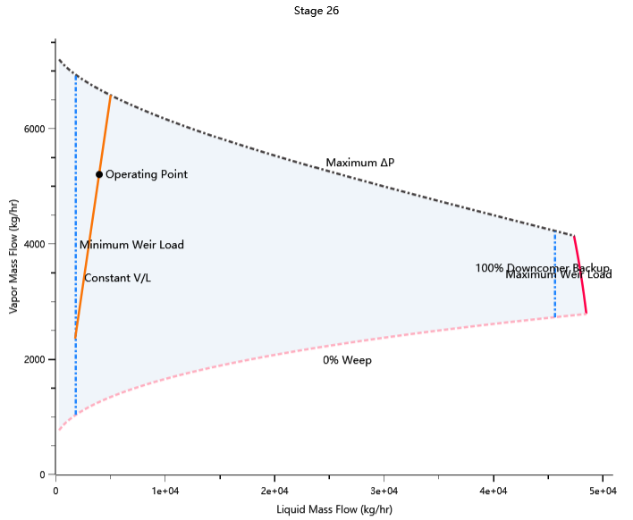 Stage 26
6000
4000
2000
0
Vapor Mass Flow (kg/hr)
Maximum ΔP
Operating Point
Minimum Weir Load
Constant V/L
100% Downcomer Backup
Maximum Weir Load
0% Weep
0
1e+04
2e+04
3e+04
4e+04
5e+04
Liquid Mass Flow (kg/hr)